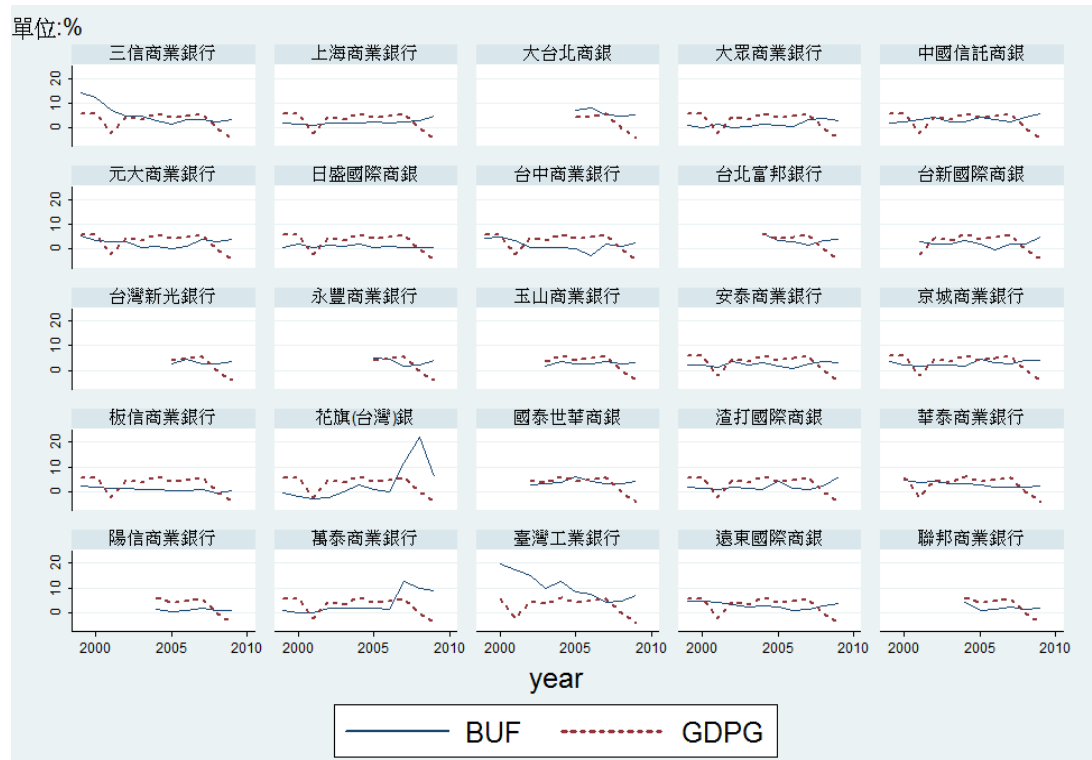 單位:%
三信商業銀行 上海商業銀行 大台北商銀 大眾商業銀行 中國信託商銀
0 10 20
元大商業銀行 日盛國際商銀 台中商業銀行 台北富邦銀行 台新國際商銀
0 10 20
台灣新光銀行 永豐商業銀行 玉山商業銀行 安泰商業銀行 京城商業銀行
0 10 20
板信商業銀行 花旗(台灣)銀 國泰世華商銀 渣打國際商銀 華泰商業銀行
0 10 20
陽信商業銀行 萬泰商業銀行 臺灣工業銀行 遠東國際商銀 聯邦商業銀行
0 10 20
2000 2005 2010 2000 2005 2010 2000 2005 2010 2000 2005 2010 2000 2005 2010
year
BUF GDPG